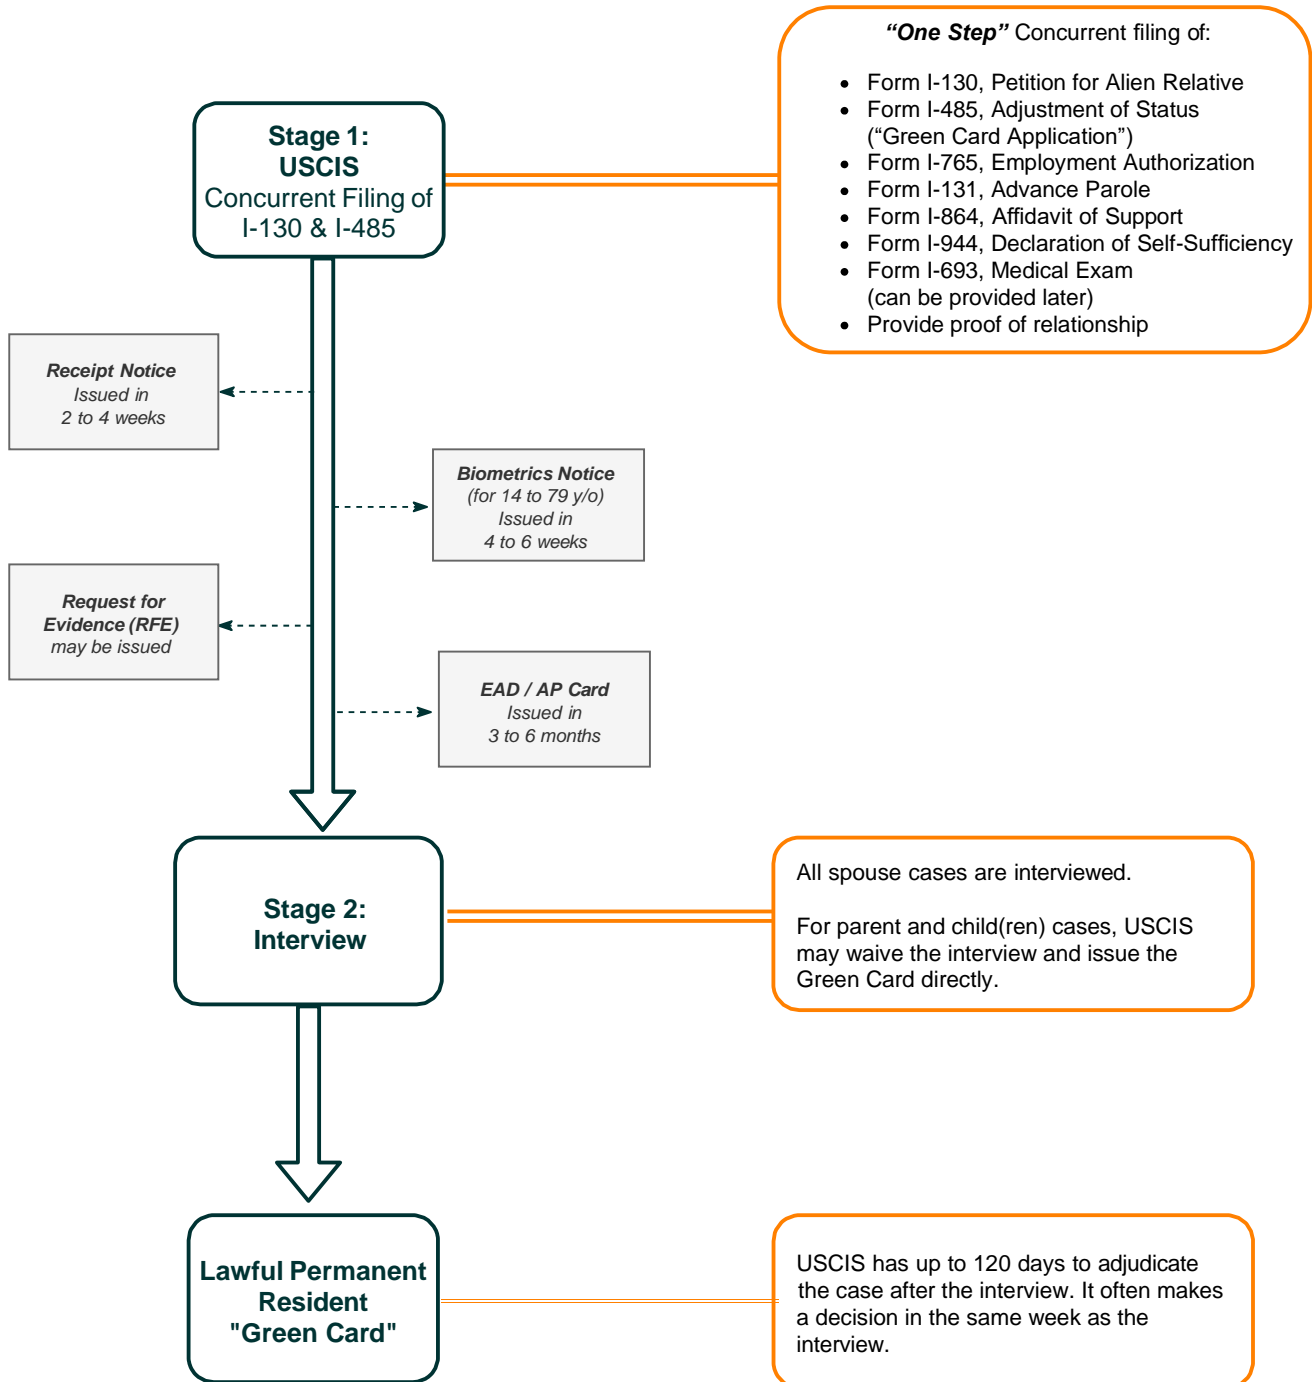 “One Step” Concurrent filing of:
• Form I-130, Petition for Alien Relative
• Form I-485, Adjustment of Status
(“Green Card Application”)
• Form I-765, Employment Authorization
• Form I-131, Advance Parole
• Form I-864, Affidavit of Support
• Form I-944, Declaration of Self-Sufficiency
• Form I-693, Medical Exam
(can be provided later)
• Provide proof of relationship
Stage 1:
USCIS
Concurrent Filing of
I-130 & I-485
Receipt Notice
Issued in
2 to 4 weeks
Biometrics Notice
(for 14 to 79 y/o)
Issued in
4 to 6 weeks
Request for
Evidence (RFE)
may be issued
EAD / AP Card
Issued in
3 to 6 months
Stage 2:
Interview
All spouse cases are interviewed.
For parent and child(ren) cases, USCIS
may waive the interview and issue the
Green Card directly.
Lawful Permanent
Resident
"Green Card"
USCIS has up to 120 days to adjudicate
the case after the interview. It often makes
a decision in the same week as the
interview.